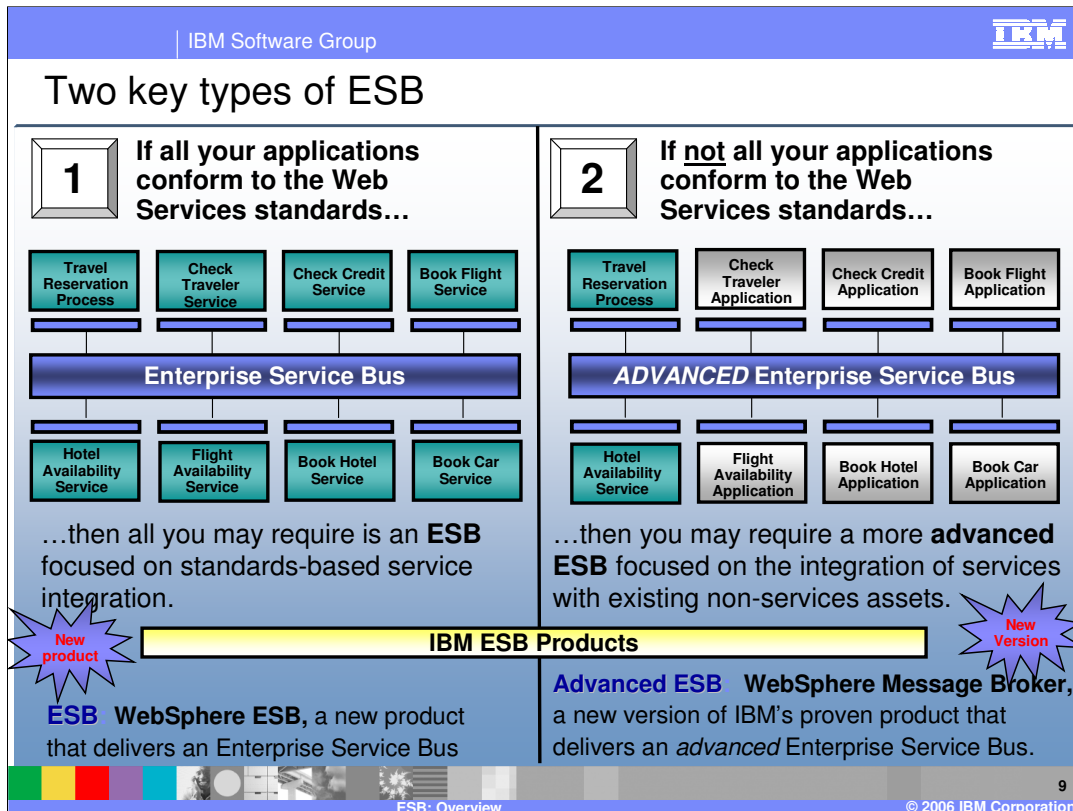 IBM Software Group
IBM
Two key types of ESB
1
If all your applications
conform to the Web
Services standards…
Travel
Reservation
Process
Check
Traveler
Service
Check Credit
Service
Book Flight
Service
Enterprise Service Bus
Hotel
Availability
Service
Flight
Availability
Service
Book Hotel
Service
Book Car
Service
…then all you may require is an ESB
focused on standards-based service
integration.
2
If not all your applications
conform to the Web
Services standards…
Travel
Reservation
Process
Check
Traveler
Application
Check Credit
Application
Book Flight
Application
ADVANCED Enterprise Service Bus
Hotel
Availability
Service
Flight
Availability
Application
Book Hotel
Application
Book Car
Application
…then you may require a more advanced
ESB focused on the integration of services
with existing non-services assets.
New
product
IBM ESB Products
New
Version
ESB: WebSphere ESB, a new product
that delivers an Enterprise Service Bus
Advanced ESB: WebSphere Message Broker,
a new version of IBM's proven product that
delivers an advanced Enterprise Service Bus.
9
ESB: Overview
© 2006 IBM Corporation